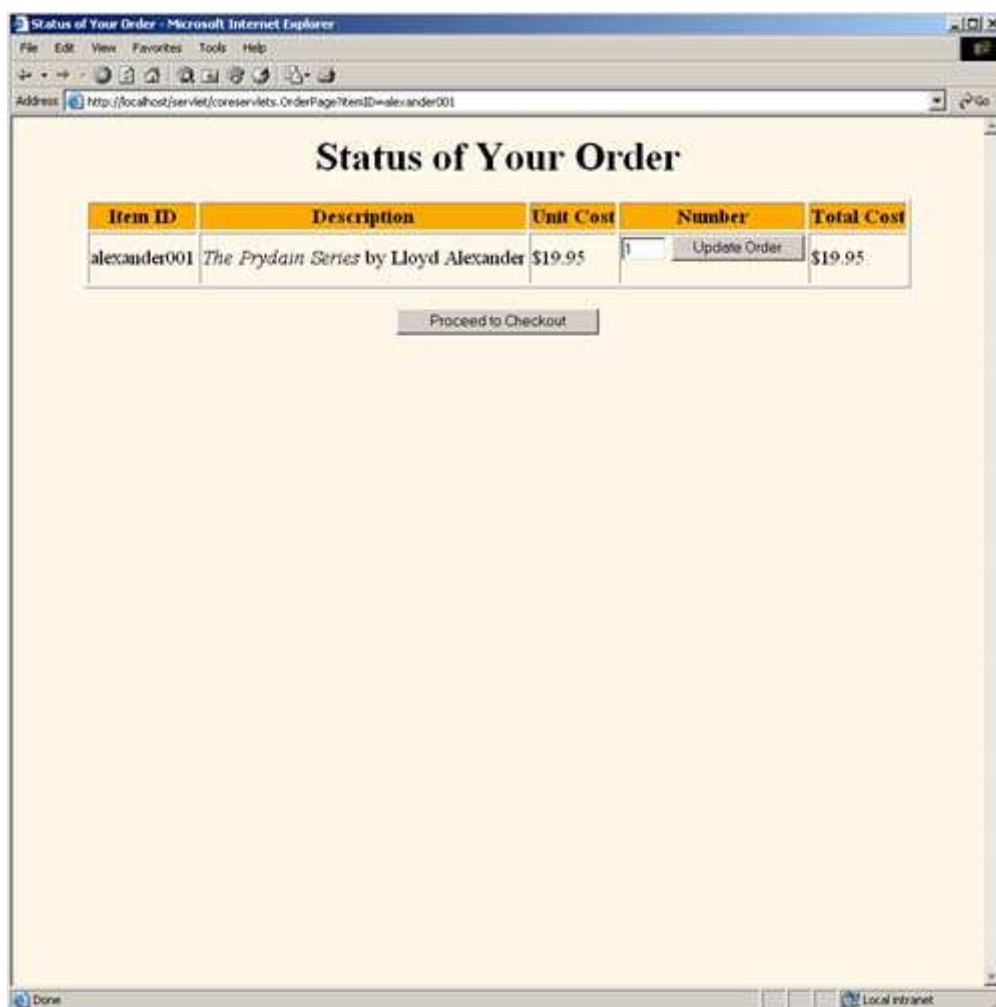 Status of Your Order - Microsoft Internet Explorer
File Edit View Favorites Tools Help
Address http://localhost/servlet/coreservlets.OrderPage?itemID=alexander001 Go
Status of Your Order
Item ID Description Unit Cost Number Total Cost
alexander001 The Prydain Series by Lloyd Alexander $19.95 1 Update Order $19.95
Proceed to Checkout
Done Local intranet